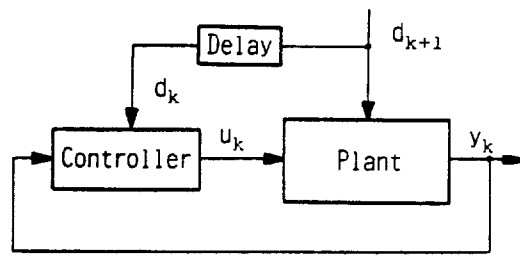 Delay
d_{k+1}
d_k
Controller
u_k
Plant
y_k